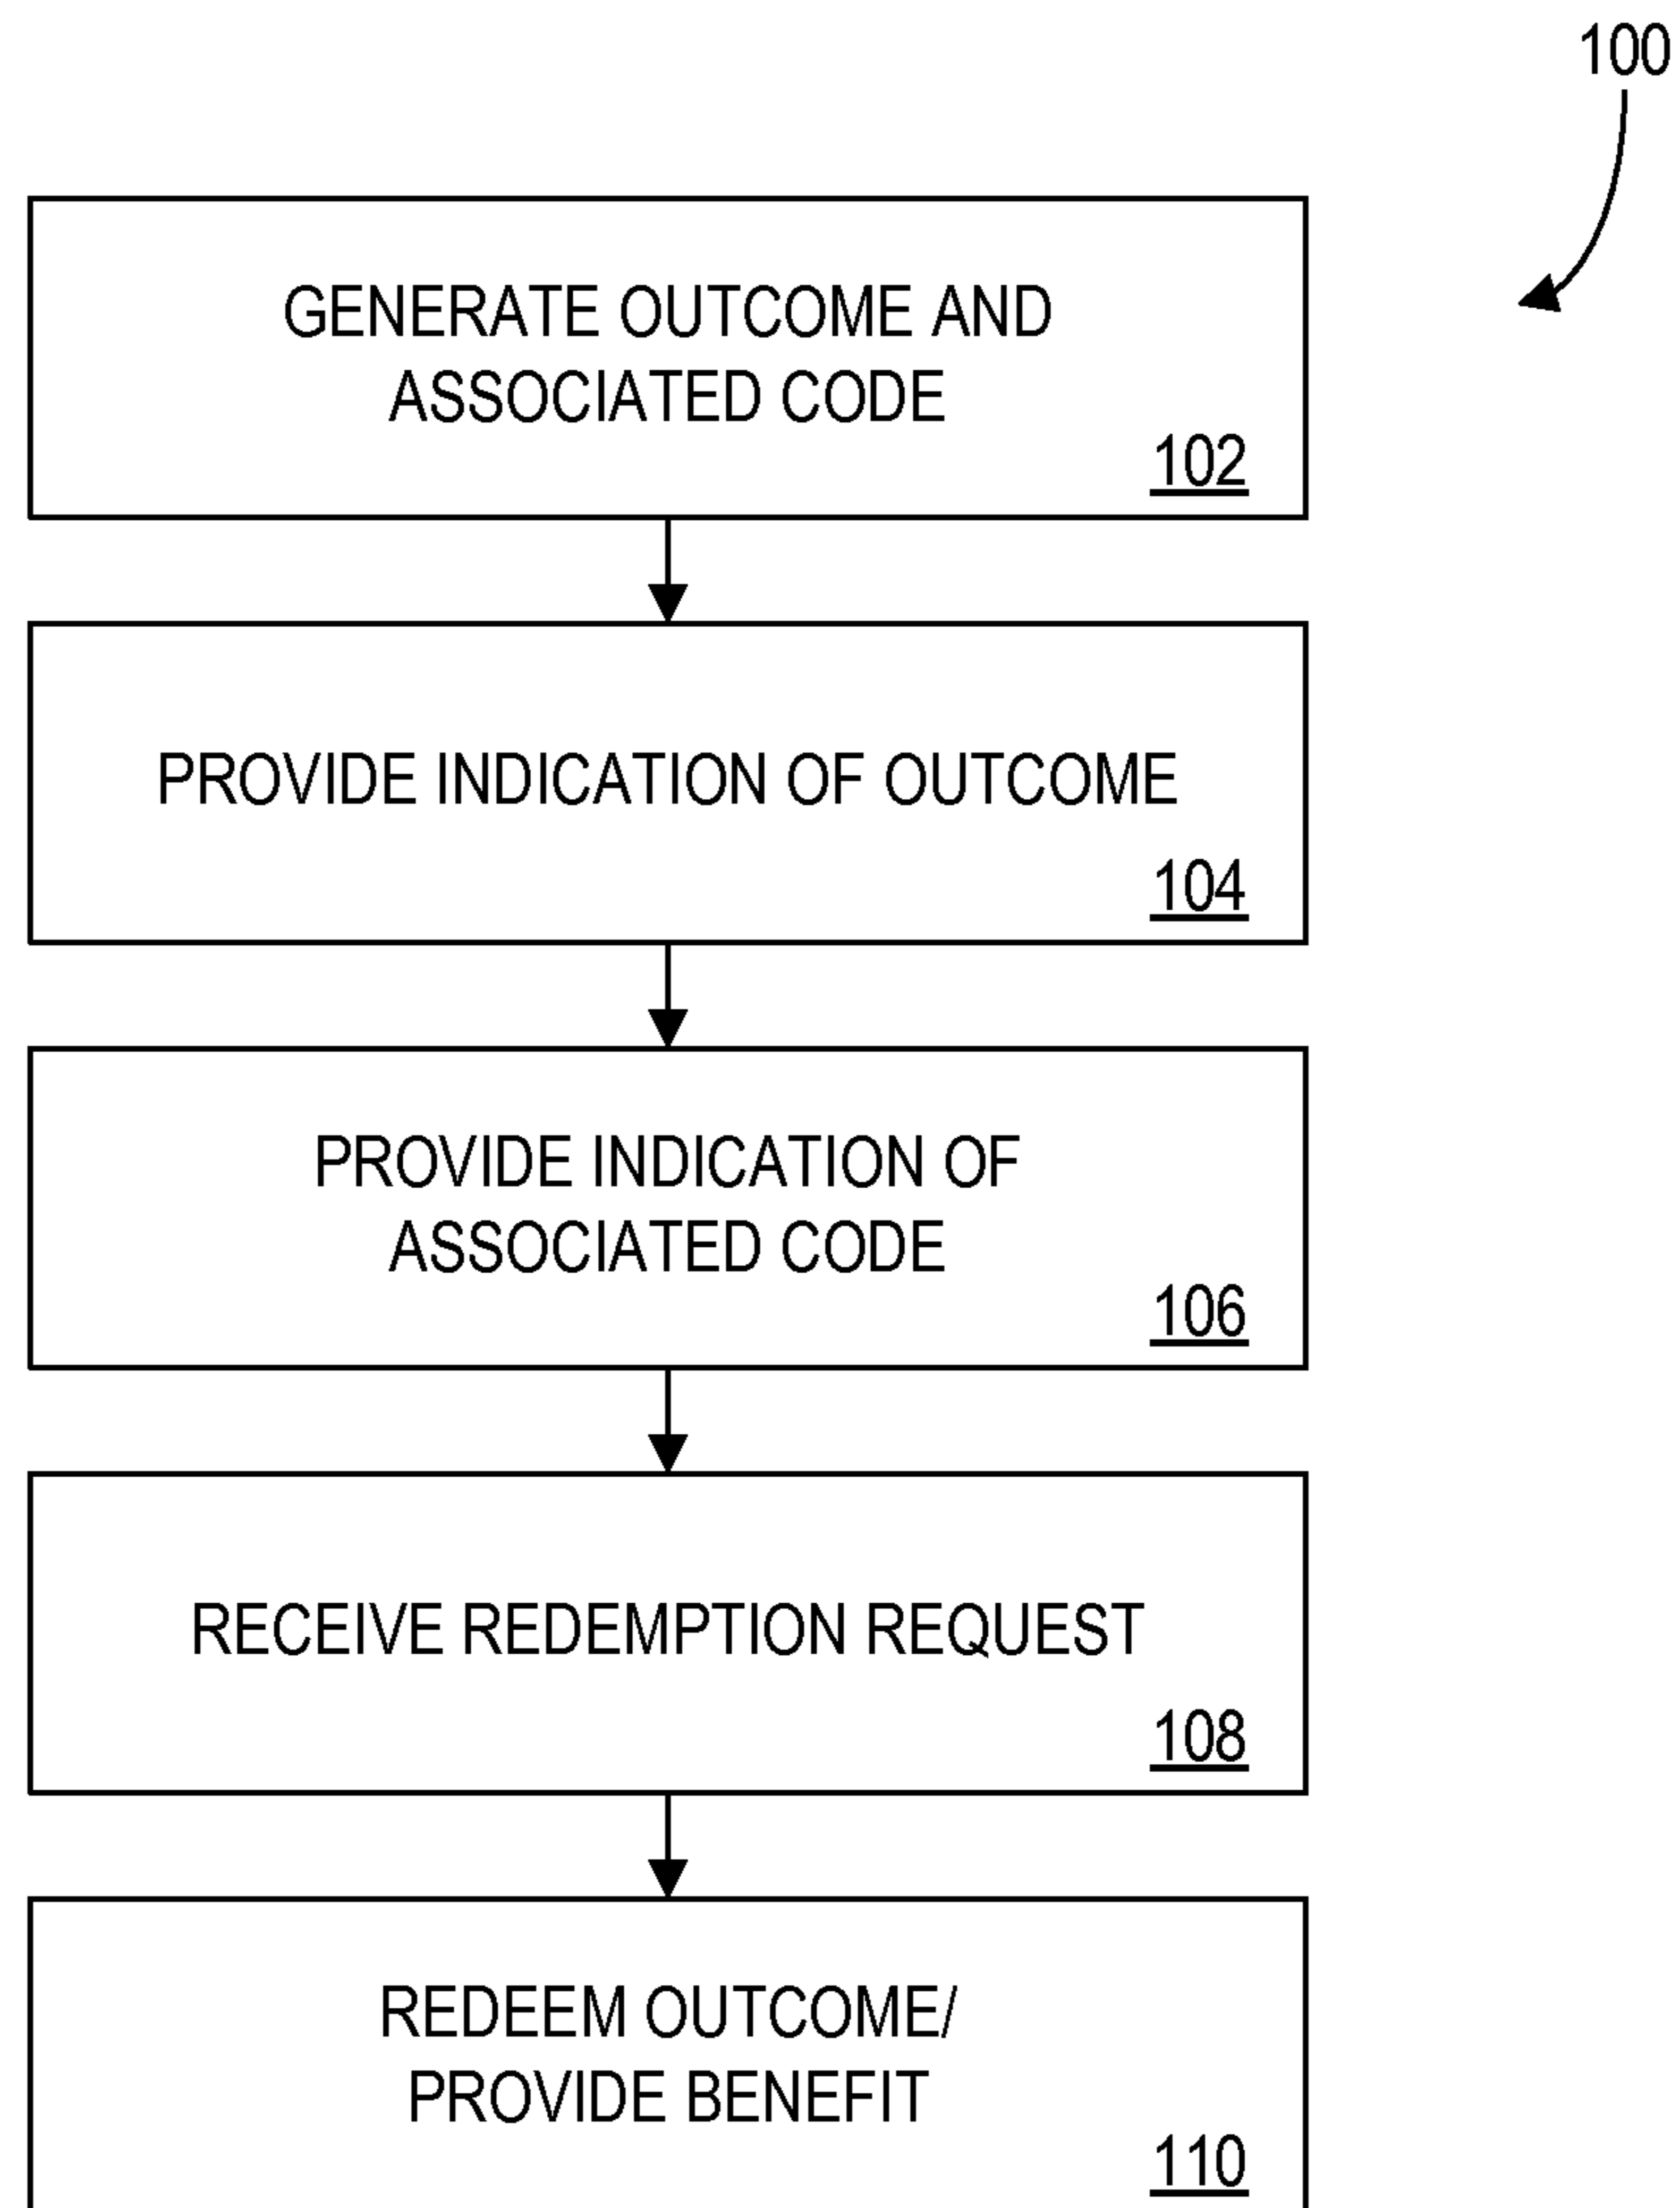 100
GENERATE OUTCOME AND
ASSOCIATED CODE
102
PROVIDE INDICATION OF OUTCOME
104
PROVIDE INDICATION OF
ASSOCIATED CODE
106
RECEIVE REDEMPTION REQUEST
108
REDEEM OUTCOME/
PROVIDE BENEFIT
110